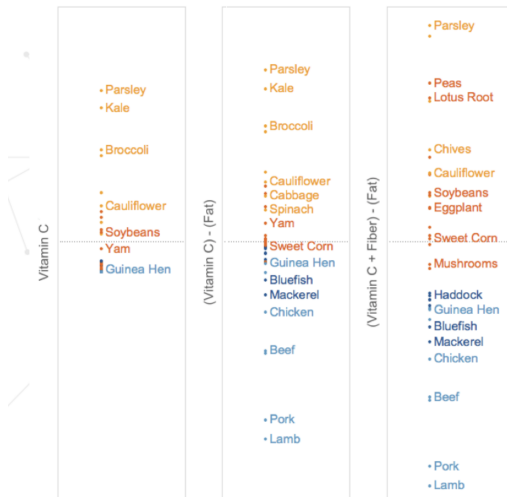 Vitamin C
Parsley
Kale
Broccoli
Cauliflower
Soybeans
Yam
Guinea Hen
(Vitamin C) - (Fat)
Parsley
Kale
Broccoli
Cauliflower
Cabbage
Spinach
Yam
Sweet Corn
Guinea Hen
Bluefish
Mackerel
Chicken
Beef
Pork
Lamb
(Vitamin C + Fiber) - (Fat)
Parsley
Peas
Lotus Root
Chives
Cauliflower
Soybeans
Eggplant
Sweet Corn
Mushrooms
Haddock
Guinea Hen
Bluefish
Mackerel
Chicken
Beef
Pork
Lamb